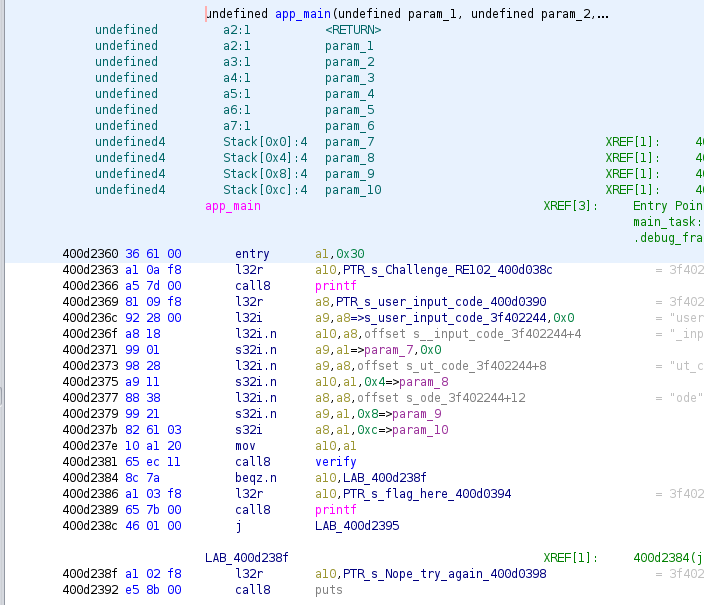 undefined app_main(undefined param_1, undefined param_2,...
undefined a2:1 <RETURN>
undefined a2:1 param_1
undefined a3:1 param_2
undefined a4:1 param_3
undefined a5:1 param_4
undefined a6:1 param_5
undefined a7:1 param_6
undefined4 Stack[0x0]:4 param_7 XREF[1]: 40
undefined4 Stack[0x4]:4 param_8 XREF[1]: 40
undefined4 Stack[0x8]:4 param_9 XREF[1]: 40
undefined4 Stack[0xc]:4 param_10 XREF[1]: 40
app_main XREF[3]: Entry Poin
main_task:
.debug_fra
400d2360 36 61 00 entry a1,0x30
400d2363 a1 0a f8 l32r a10,PTR_s_Challenge_RE102_400d038c = 3f402
400d2366 a5 7d 00 call8 printf
400d2369 81 09 f8 l32r a8,PTR_s_user_input_code_400d0390 = 3f402
400d236c 92 28 00 l32i a9,a8=>s_user_input_code_3f402244,0x0 = "user
400d236f a8 18 l32i.n a10,a8,offset s__input_code_3f402244+4 = "_inp
400d2371 99 01 s32i.n a9,a1=>param_7,0x0
400d2373 98 28 l32i.n a9,a8,offset s_ut_code_3f402244+8 = "ut_c
400d2375 a9 11 s32i.n a10,a1,0x4=>param_8
400d2377 88 38 l32i.n a8,a8,offset s_ode_3f402244+12 = "ode"
400d2379 99 21 s32i.n a9,a1,0x8=>param_9
400d237b 82 61 03 s32i a8,a1,0xc=>param_10
400d237e 10 a1 20 mov a10,a1
400d2381 65 ec 11 call8 verify
400d2384 8c 7a beqz.n a10,LAB_400d238f
400d2386 a1 03 f8 l32r a10,PTR_s_flag_here_400d0394 = 3f402
400d2389 65 7b 00 call8 printf
400d238c 46 01 00 j LAB_400d2395
LAB_400d238f XREF[1]: 400d2384(j
400d238f a1 02 f8 l32r a10,PTR_s_Nope_try_again_400d0398 = 3f402
400d2392 e5 8b 00 call8 puts